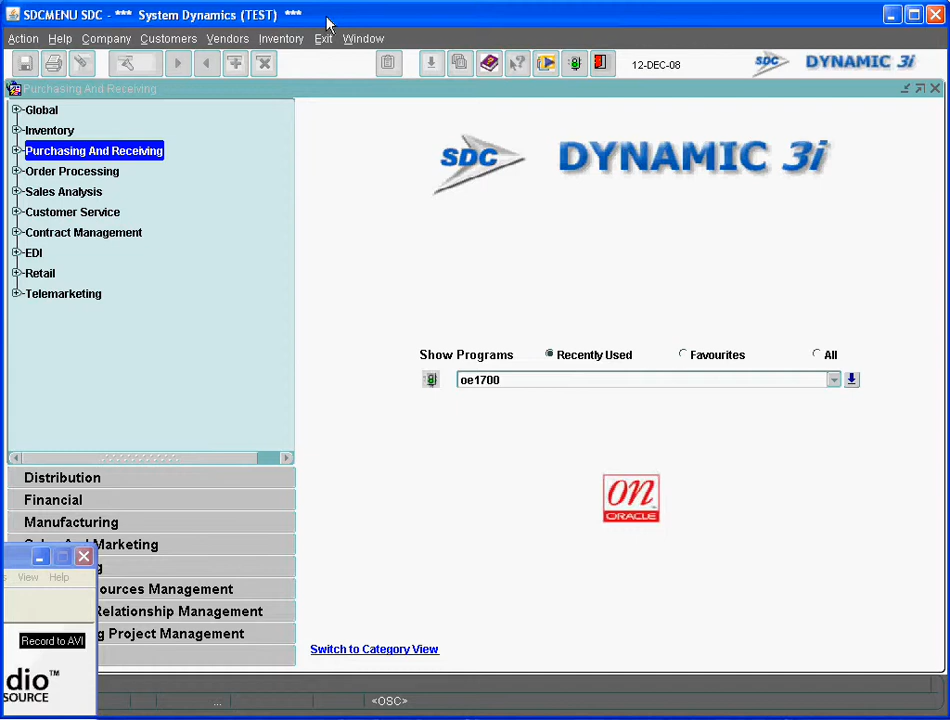 SDCMENU SDC - *** System Dynamics (TEST) ***
Action Help Company Customers Vendors Inventory Exit Window
12-DEC-08 SDC DYNAMIC 3i
Purchasing And Receiving
Global
Inventory
Purchasing And Receiving
Order Processing
Sales Analysis
Customer Service
Contract Management
EDI
Retail
Telemarketing
SDC DYNAMIC 3i
Show Programs Recently Used Favourites All
oe1700
on
ORACLE
Distribution
Financial
Manufacturing
And Marketing
g
ources Management
Relationship Management
g Project Management
Switch to Category View
s View Help
Record to AVI
dio™
SOURCE
... <OSC>